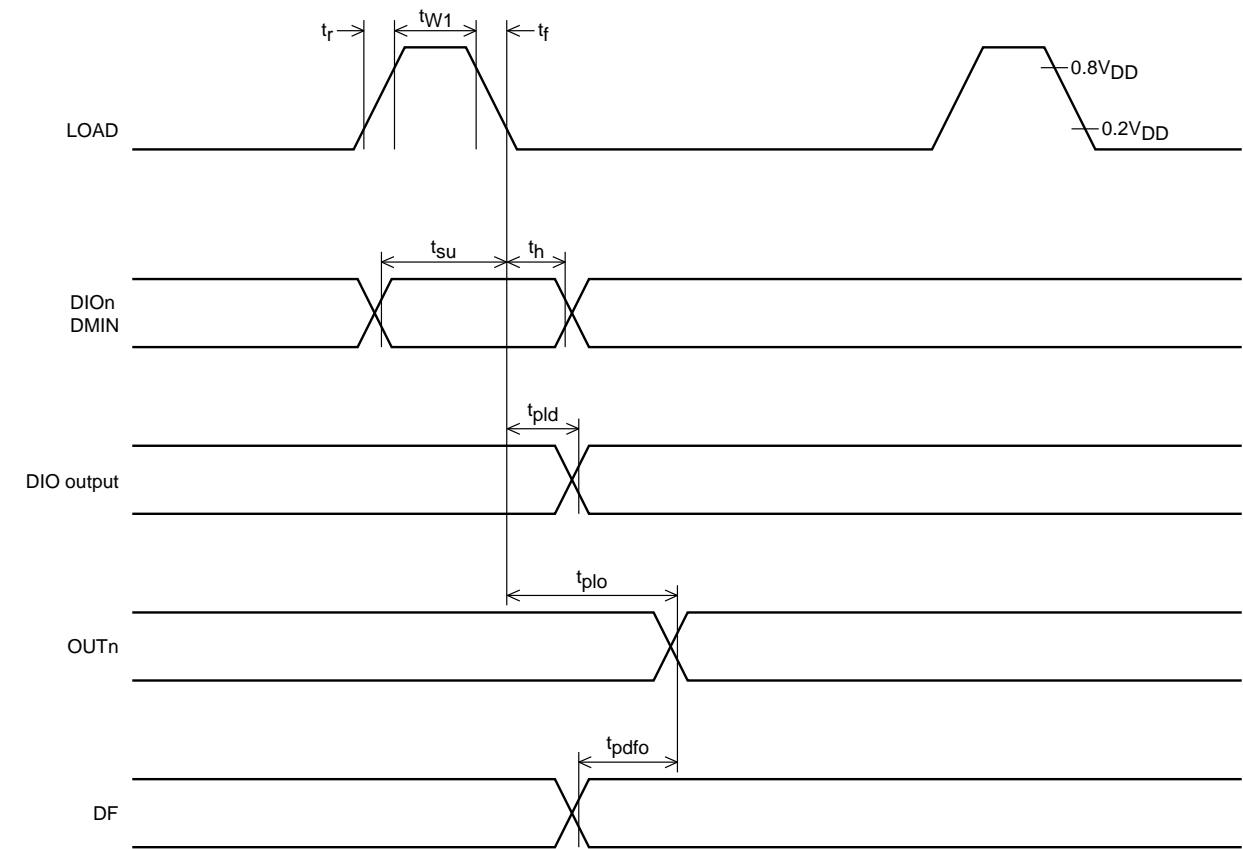 tr
tW1
tf
LOAD
0.8VDD
0.2VDD
tsu
th
DIOn
DMIN
tpld
DIO output
tplo
OUTn
tpdfo
DF